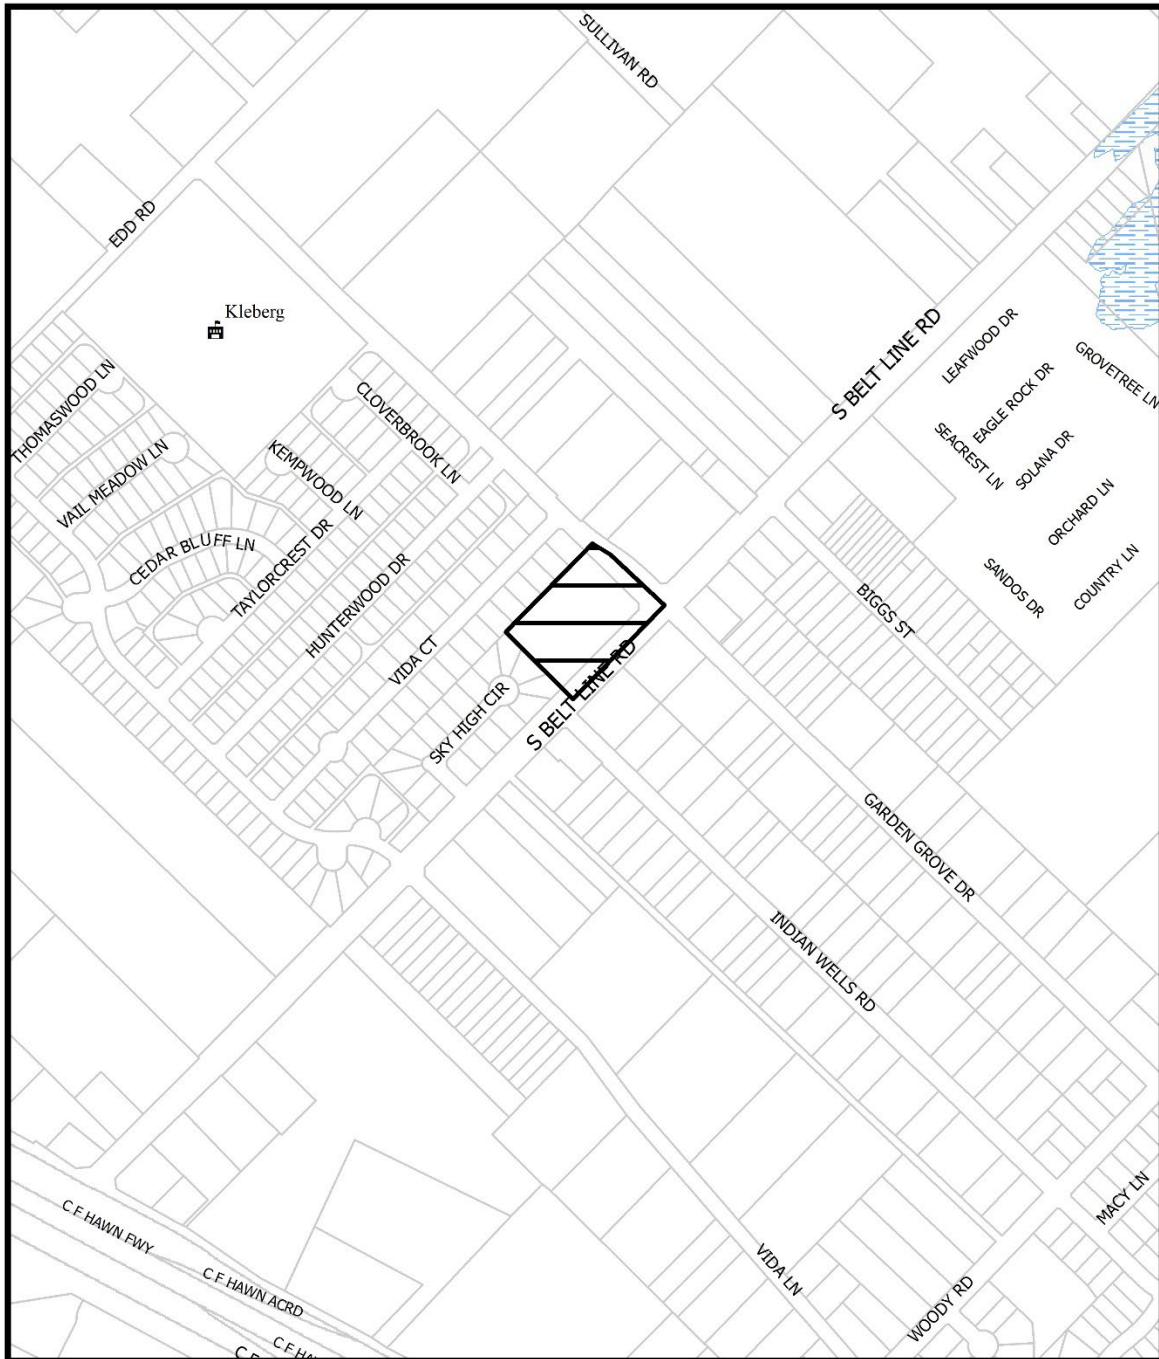 SULLIVAN RD
EDD RD
Kleberg
S BELT LINE RD
LEAFWOOD DR
GROVETREE LN
EAGLE ROCK DR
SEACREST LN
SOLANA DR
ORCHARD LN
COUNTRY LN
SANDOS DR
THOMASWOOD LN
CLOVERBROOK LN
VAIL MEADOW LN
KEMPWOOD LN
CEDAR BLUFF LN
TAYLORCREST DR
HUNTERWOOD DR
VIDA CT
SKY HIGH CIR
S BELT LINE RD
BIGGS ST
GARDEN GROVE DR
INDIAN WELLS RD
MACY LN
WOODY RD
VIDA LN
C F HAWN FWY
C F HAWN ACRD
C F HA
C F